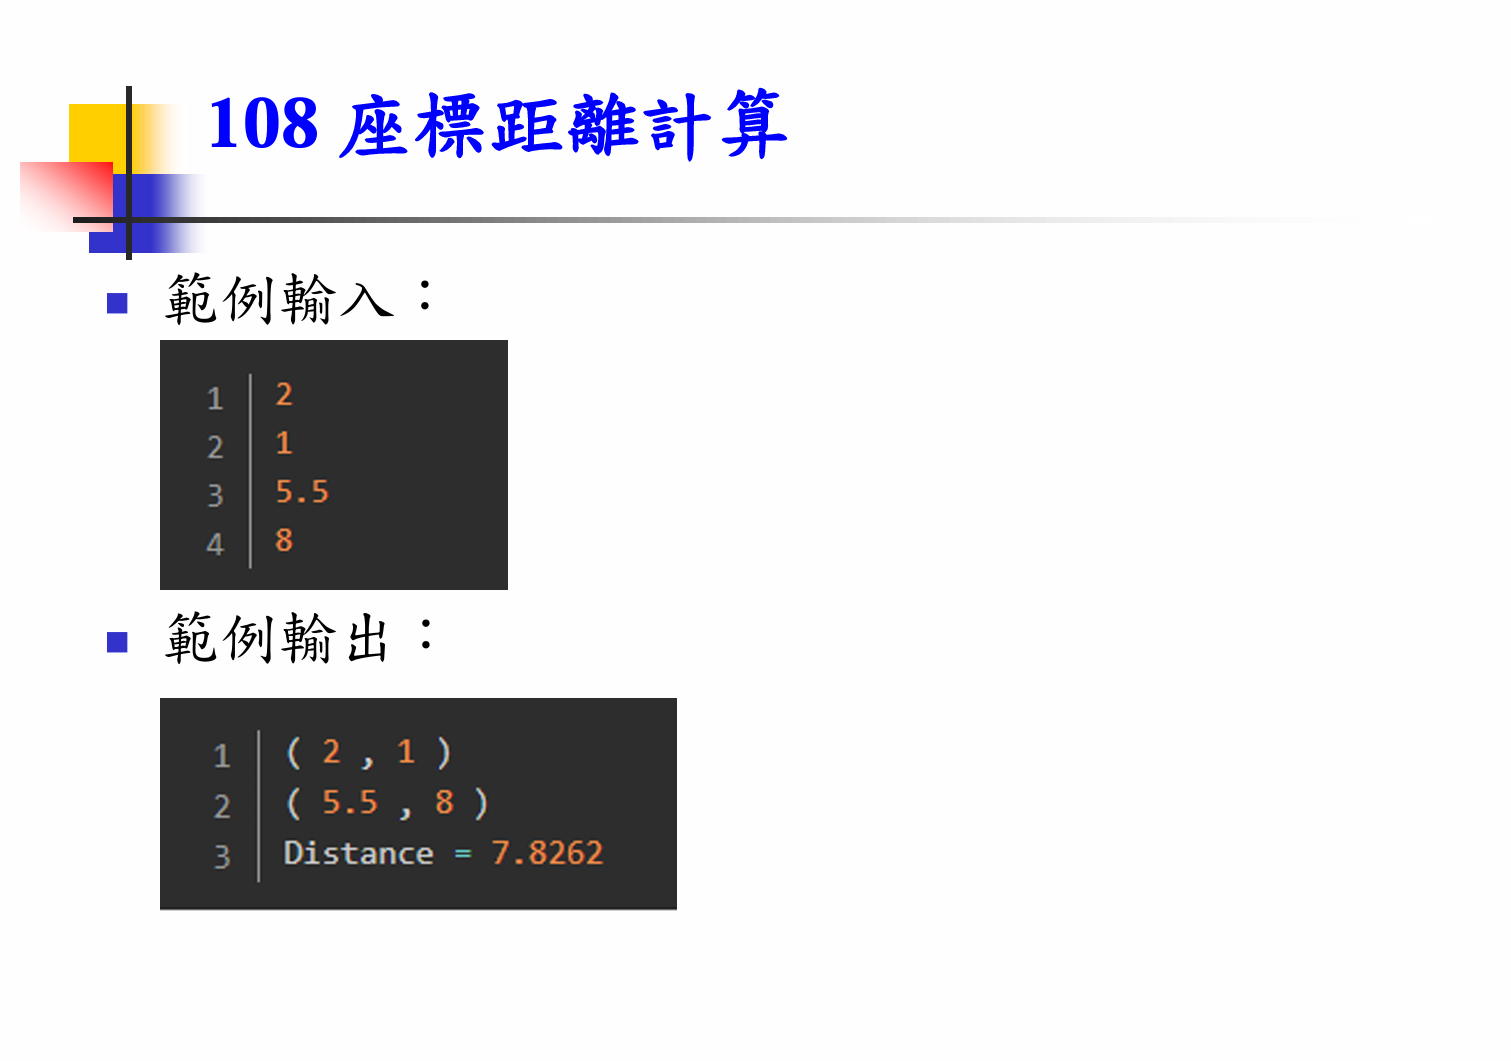 108 座標距離計算
範例輸入：
1 2
2 1
3 5.5
4 8
範例輸出：
1 ( 2 , 1 )
2 ( 5.5 , 8 )
3 Distance = 7.8262